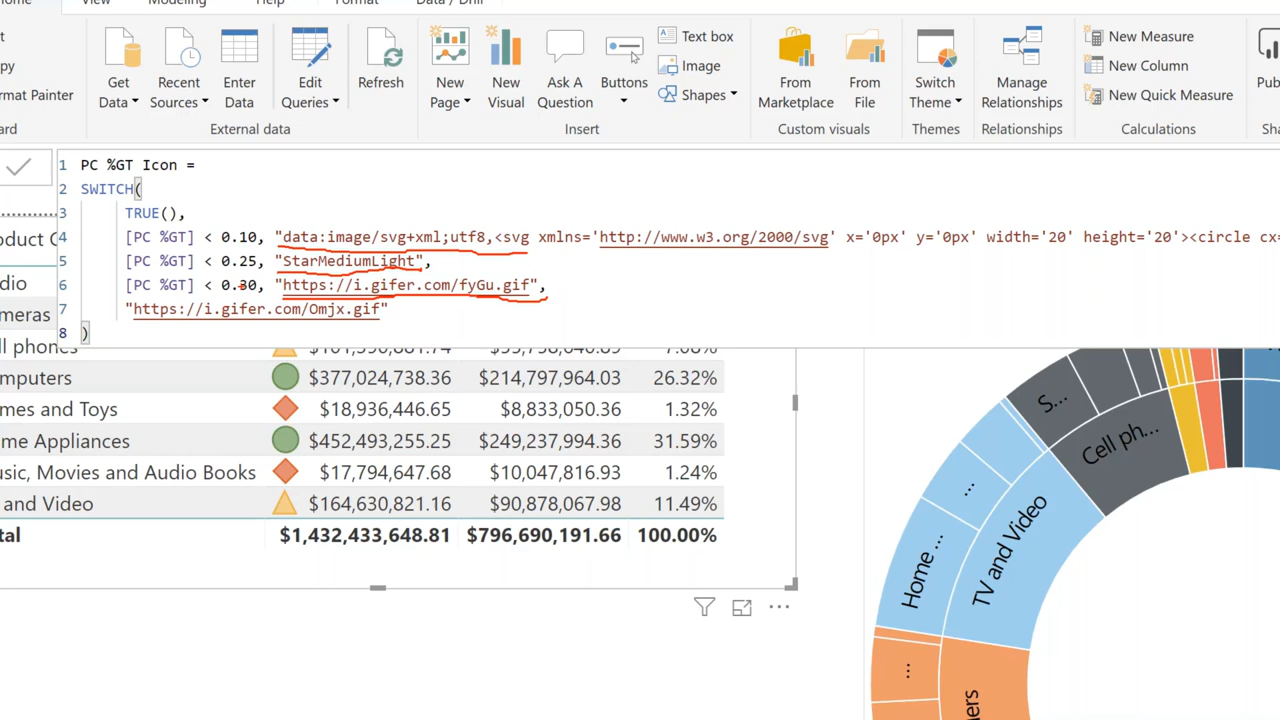 View Modeling Help Format Data / Drill
Get Data
Recent Sources
Enter Data
Edit Queries
Refresh
New Page
New Visual
Ask A Question
Buttons
Text box
Image
Shapes
From Marketplace
From File
Switch Theme
Manage Relationships
New Measure
New Column
New Quick Measure
ormat Painter
External data
Insert
Custom visuals
Themes
Relationships
Calculations
1 PC %GT Icon =
2 SWITCH(
3 TRUE(),
4 [PC %GT] < 0.10, "data:image/svg+xml;utf8,<svg xmlns='http://www.w3.org/2000/svg' x='0px' y='0px' width='20' height='20'><circle cx=
5 [PC %GT] < 0.25, "StarMediumLight",
6 [PC %GT] < 0.30, "https://i.gifer.com/fyGu.gif",
7 "https://i.gifer.com/Omjx.gif"
8 )
oduct C
dio
meras
ll phones
mputers $377,024,738.36 $214,797,964.03 26.32%
mes and Toys $18,936,446.65 $8,833,050.36 1.32%
me Appliances $452,493,255.25 $249,237,994.36 31.59%
usic, Movies and Audio Books $17,794,647.68 $10,047,816.93 1.24%
and Video $164,630,821.16 $90,878,067.98 11.49%
tal $1,432,433,648.81 $796,690,191.66 100.00%
S...
Cell ph...
...
TV and Video
Home ...
...
ers